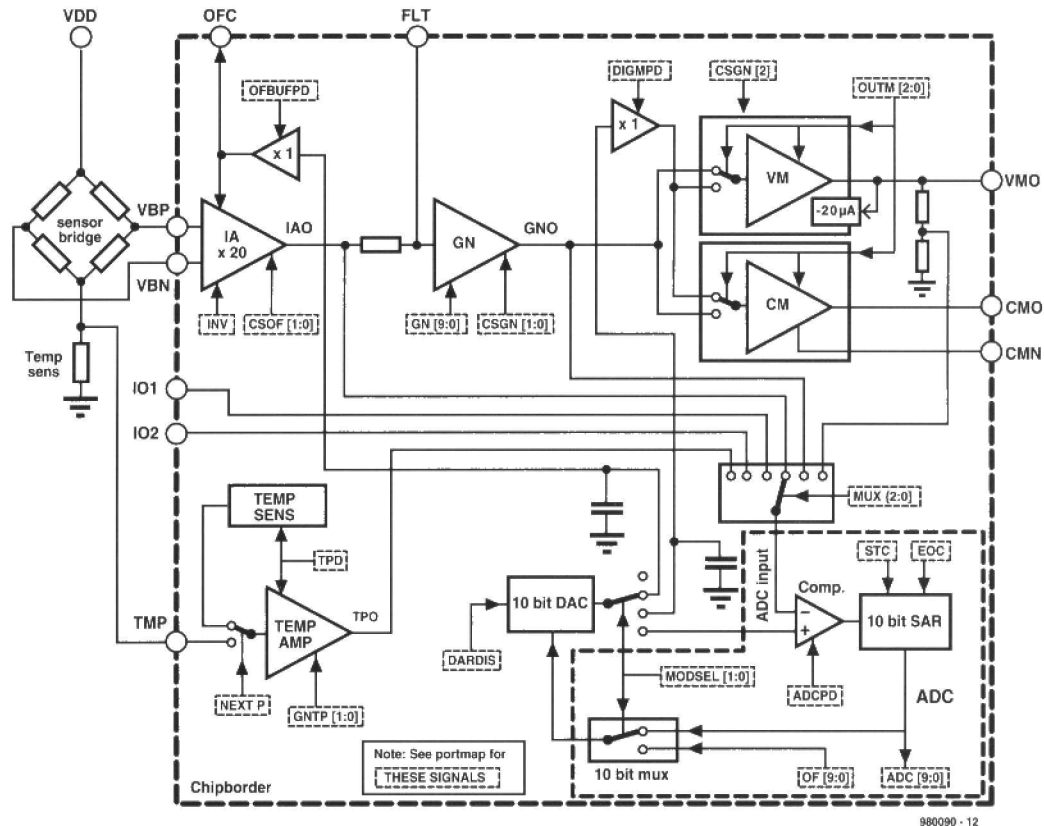 VDD
OFC
FLT
OFBUFPD
DIGMPD
CSGN [2]
OUTM [2:0]
x 1
x 1
VM
VMO
-20µA
sensor
bridge
VBP
VBN
IA
x 20
IAO
GN
GNO
CM
CMO
CMN
INV
CSOF [1:0]
GN [9:0]
CSGN [1:0]
Temp
sens
IO1
IO2
MUX {2:0]
TEMP
SENS
TPD
ADC input
STC
EOC
Comp.
10 bit DAC
10 bit SAR
TMP
TEMP
AMP
TPO
DARDIS
MODSEL [1:0]
ADCPD
ADC
NEXT P
GNTP [1:0]
10 bit mux
OF [9:0]
ADC [9:0]
Note: See portmap for
THESE SIGNALS
Chipborder
980090 - 12
−
+